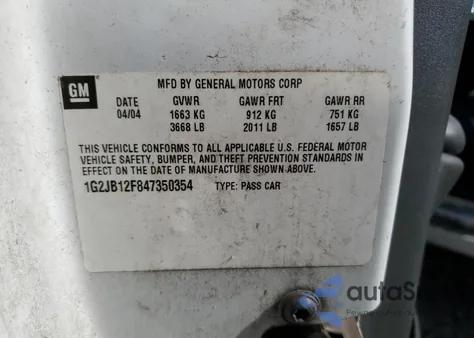 GM
MFD BY GENERAL MOTORS CORP
DATE GVWR GAWR FRT GAWR RR
04/04 1663 KG 912 KG 751 KG
3668 LB 2011 LB 1657 LB
THIS VEHICLE CONFORMS TO ALL APPLICABLE U.S. FEDERAL MOTOR
VEHICLE SAFETY, BUMPER, AND THEFT PREVENTION STANDARDS IN
EFFECT ON THE DATE OF MANUFACTURE SHOWN ABOVE.
1G2JB12F847350354 TYPE: PASS CAR